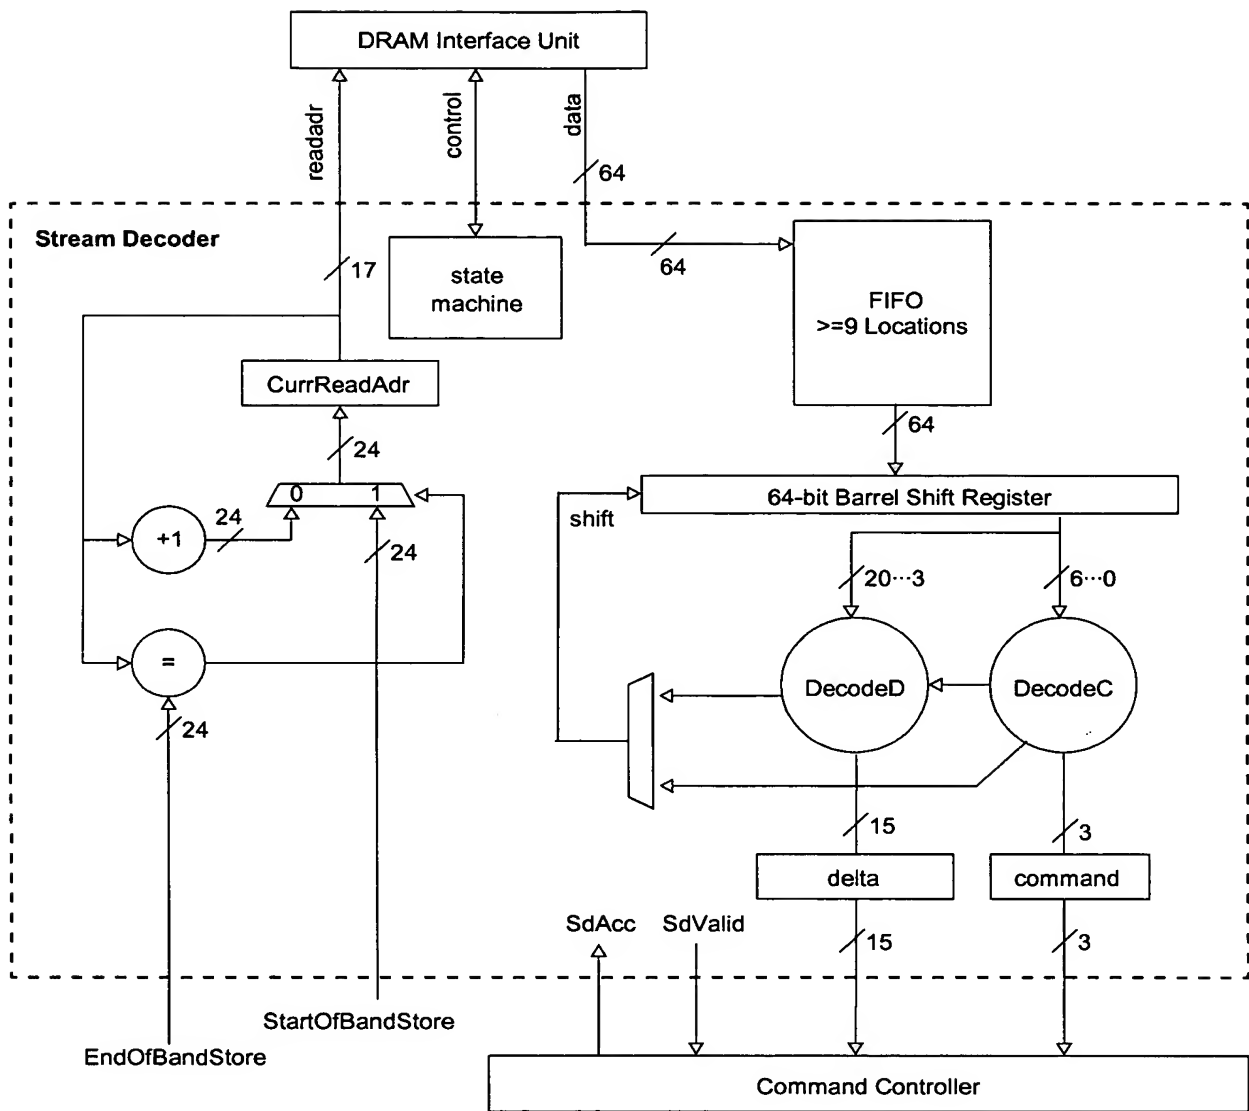 DRAM Interface Unit
readadr
control
data
64
Stream Decoder
17
state
machine
64
FIFO
>=9 Locations
CurrReadAdr
64
24
0 1
64-bit Barrel Shift Register
shift
+1
24
24
20···3
6···0
=
DecodeD
DecodeC
24
15
3
delta
command
SdAcc
SdValid
15
3
StartOfBandStore
EndOfBandStore
Command Controller